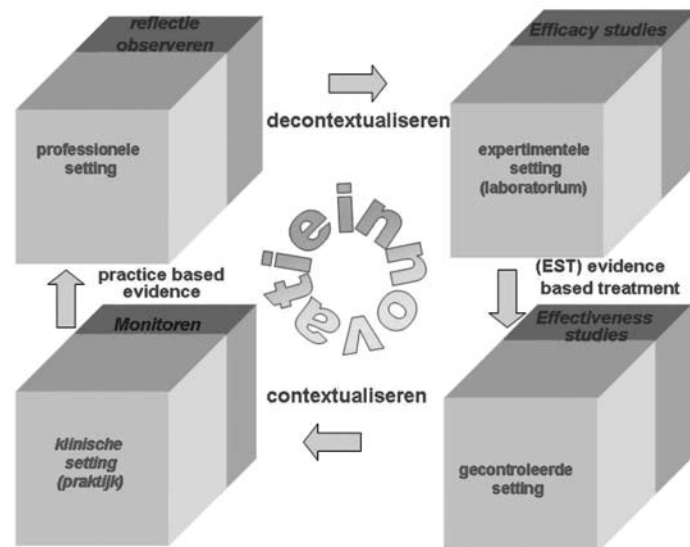 reflectie
observeren
professionele
setting
decontextualiseren
Efficacy studies
expertimentele
setting
(laboratorium)
innovatie
(EST) evidence
based treatment
Effectiveness
studies
gecontroleerde
setting
contextualiseren
Monitoren
klinische
setting
(praktijk)
practice based
evidence